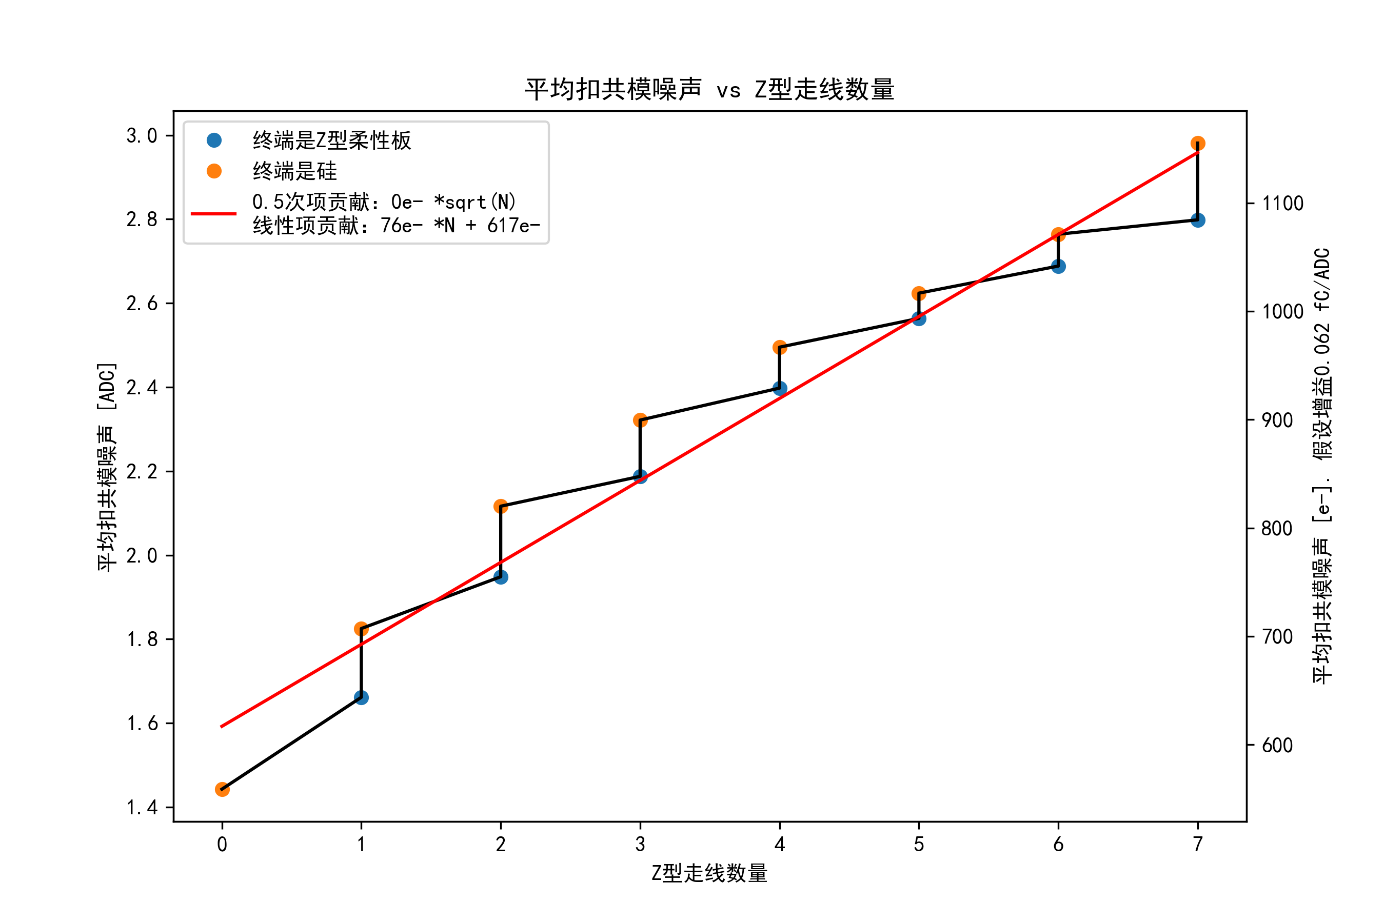 平均扣共模噪声 vs Z型走线数量
终端是Z型柔性板
终端是硅
0.5次项贡献: 0e- *sqrt(N)
线性项贡献: 76e- *N + 617e-
3.0
2.8
2.6
2.4
2.2
2.0
1.8
1.6
1.4
平均扣共模噪声 [ADC]
0
1
2
3
4
5
6
7
Z型走线数量
1100
1000
900
800
700
600
平均扣共模噪声 [e-]. 假设增益0.062 fC/ADC